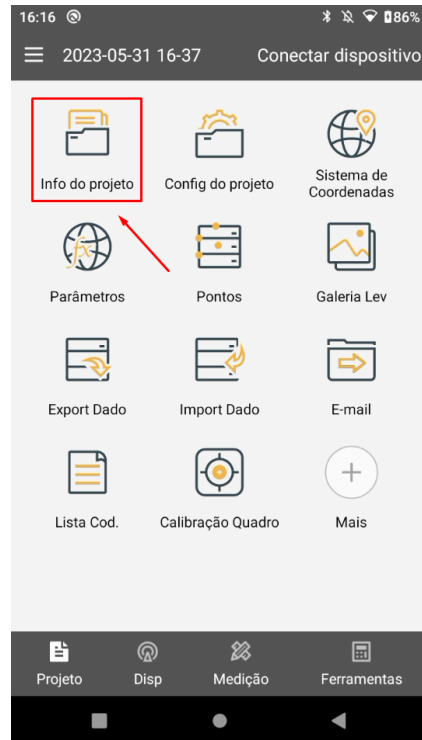 16:16 86%
2023-05-31 16-37 Conectar dispositivo
Info do projeto Config do projeto Sistema de
Coordenadas
Parâmetros Pontos Galeria Lev
Export Dado Import Dado E-mail
Lista Cod. Calibração Quadro Mais
Projeto Disp Medição Ferramentas